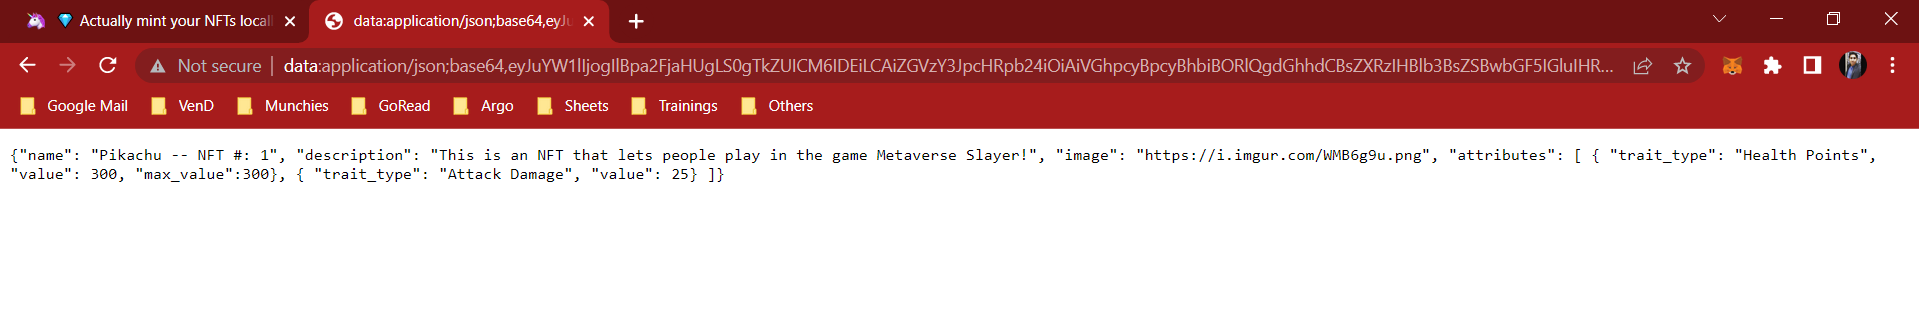 Actually mint your NFTs locall
data:application/json;base64,eyJu
Not secure | data:application/json;base64,eyJuYW1lIjogIlBpa2FjaHUgLS0gTkZUICM6IDEiLCAiZGVzY3JpcHRpb24iOiAiVGhpcyBpcyBhbiBORlQgdGhhdCBsZXRzIHBlb3BsZSBwbGF5IGluIHR...
Google Mail VenD Munchies GoRead Argo Sheets Trainings Others
{"name": "Pikachu -- NFT #: 1", "description": "This is an NFT that lets people play in the game Metaverse Slayer!", "image": "https://i.imgur.com/WMB6g9u.png", "attributes": [ { "trait_type": "Health Points",
"value": 300, "max_value":300}, { "trait_type": "Attack Damage", "value": 25} ]}